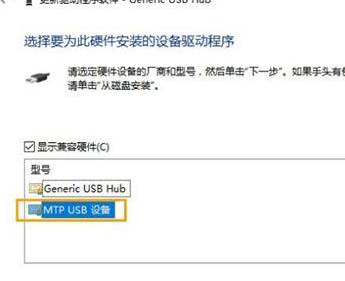 更新驱动程序软件 - Generic USB Hub
选择要为此硬件安装的设备驱动程序
请选定硬件设备的厂商和型号，然后单击"下一步"。如果手头有
请单击"从磁盘安装"。
显示兼容硬件(C)
型号
Generic USB Hub
MTP USB 设备